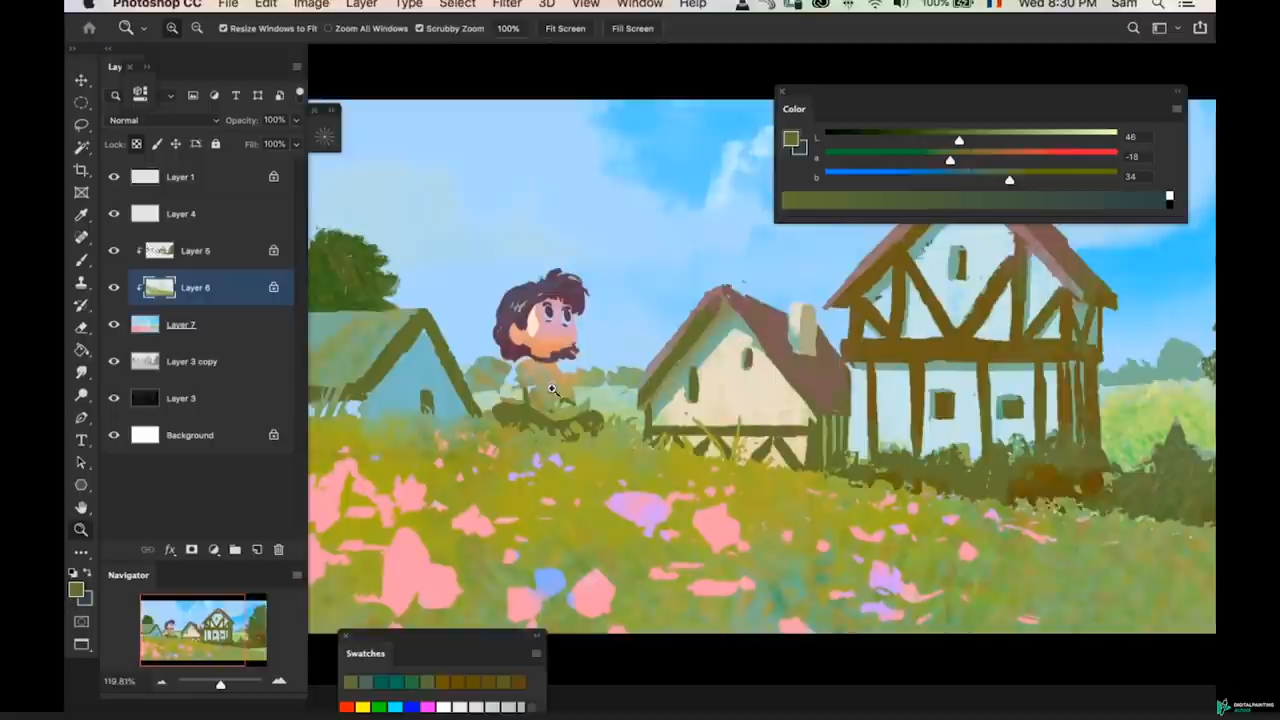 Photoshop CC File Edit Image Layer Type Select Filter 3D View Window Help 100% Wed 8:30 PM Sam
Resize Windows to Fit Zoom All Windows Scrubby Zoom 100% Fit Screen Fill Screen
Lay
Normal Opacity: 100%
Lock: Fill: 100%
Layer 1
Layer 4
Layer 5
Layer 6
Layer 7
Layer 3 copy
Layer 3
Background
fx
Navigator
119.81%
Color
L 46
a -18
b 34
Swatches
DIGITALPAINTING